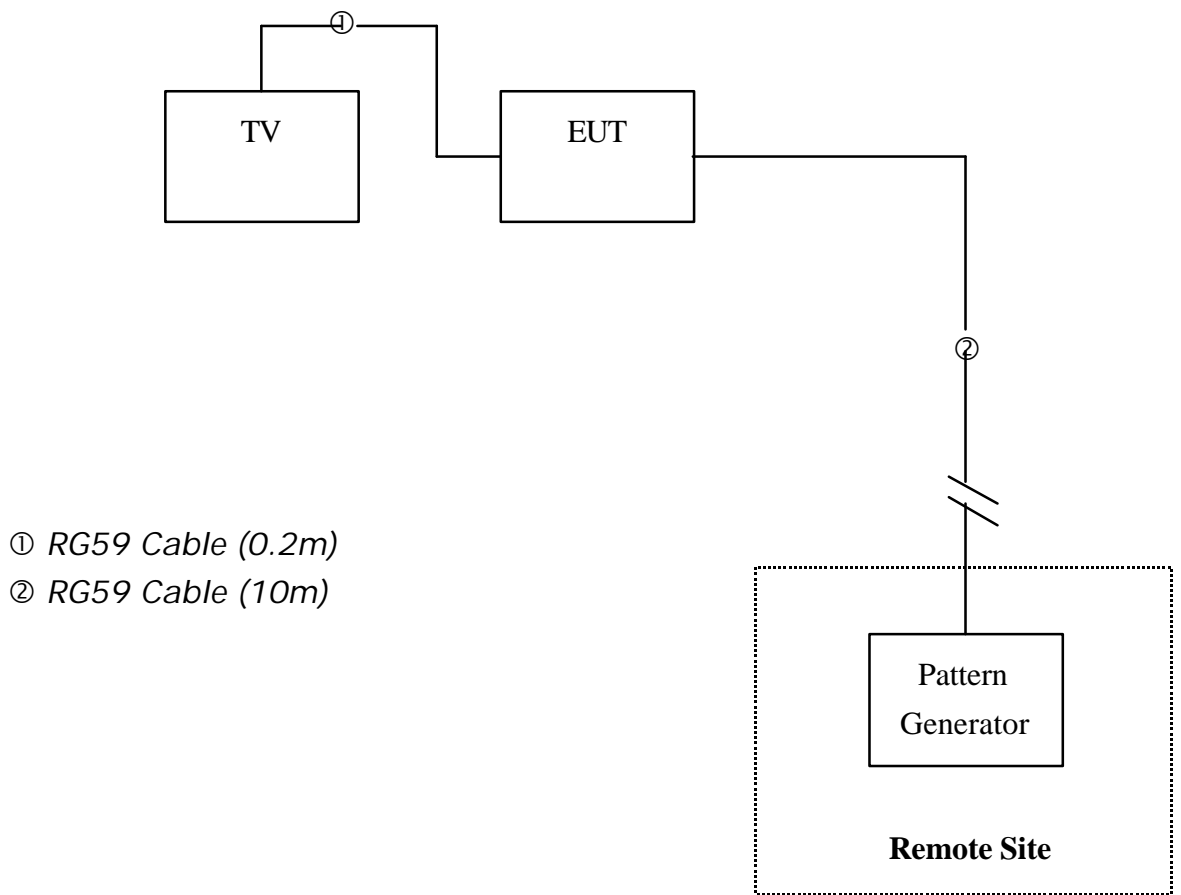 ①
TV
EUT
②
① RG59 Cable (0.2m)
② RG59 Cable (10m)
Pattern
Generator
Remote Site